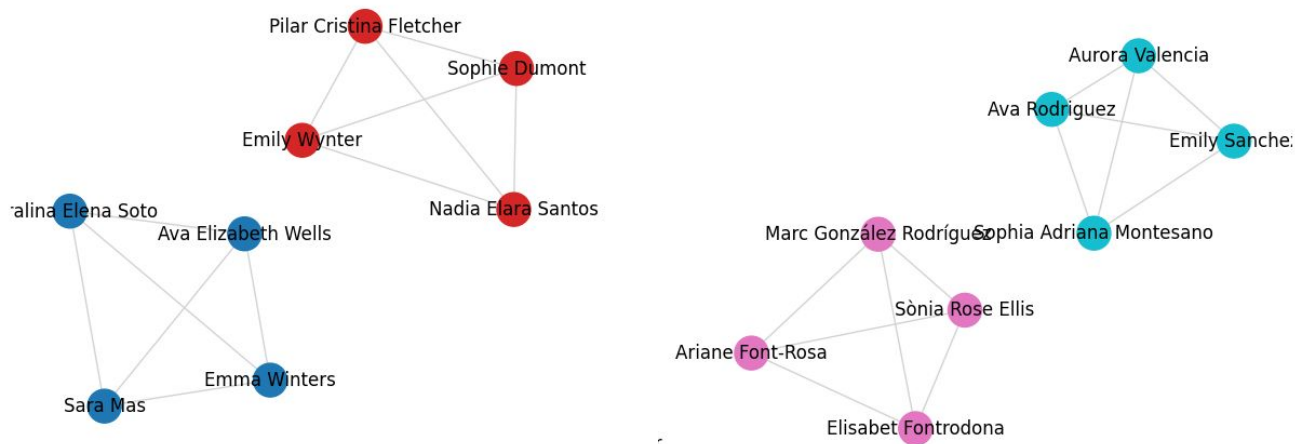 Pilar Cristina Fletcher
Sophie Dumont
Emily Wynter
Nadia Elara Santos
ralina Elena Soto
Ava Elizabeth Wells
Emma Winters
Sara Mas
Aurora Valencia
Ava Rodriguez
Emily Sanchez
Sophia Adriana Montesano
Marc González Rodríguez
Sònia Rose Ellis
Ariane Font-Rosa
Elisabet Fontrodona